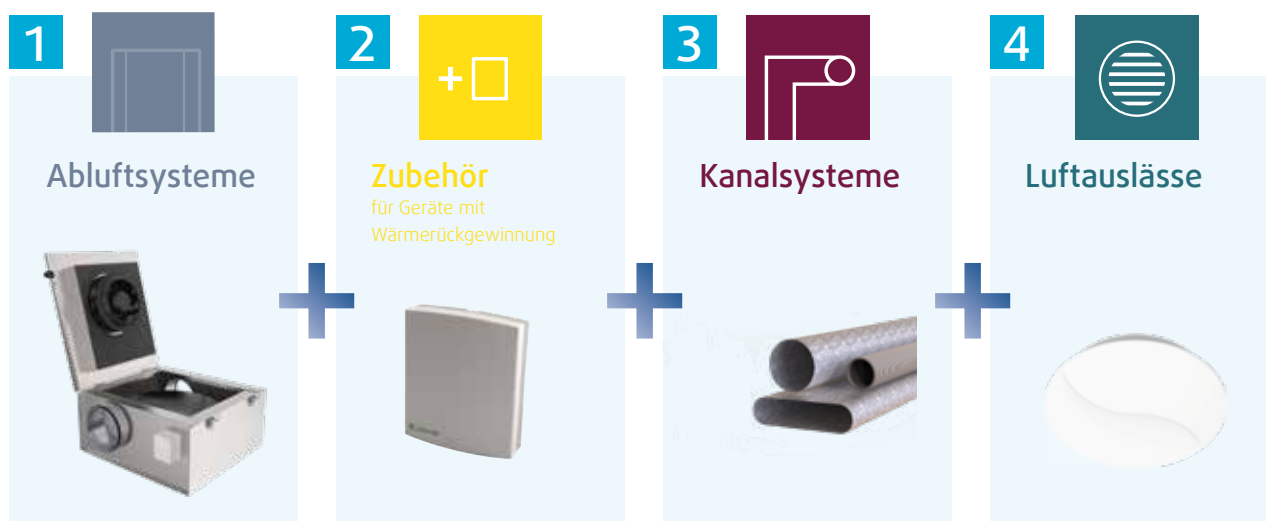 1
2
3
4
Abluftsysteme
Zubehör
für Geräte mit
Wärmerückgewinnung
Kanalsysteme
Luftauslässe